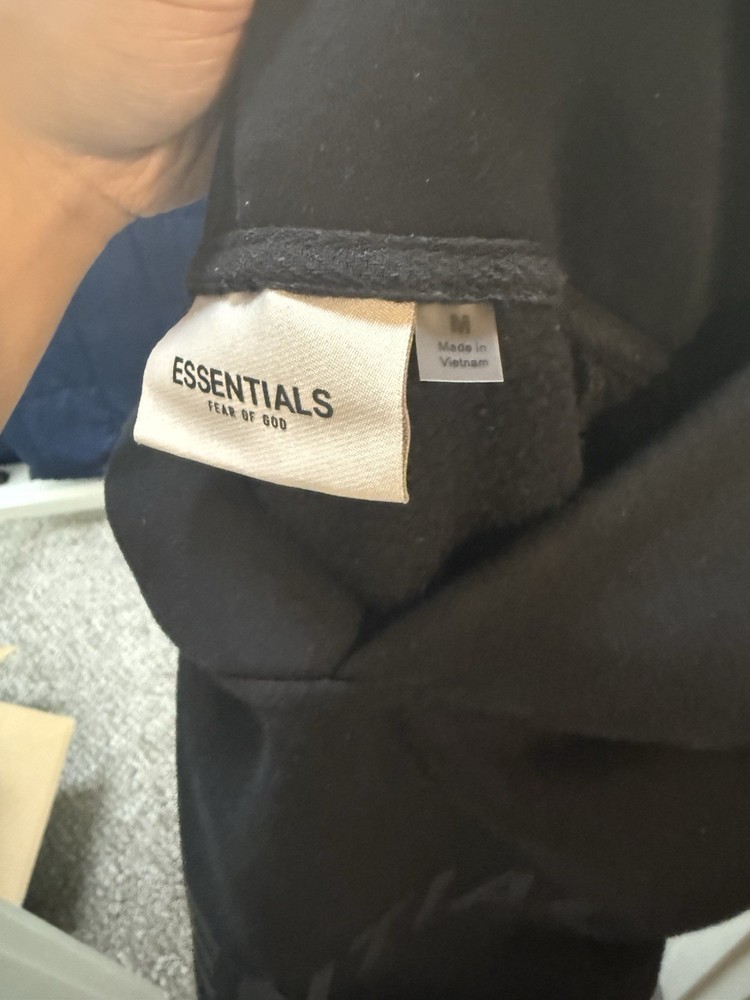 ESSENTIALS
FEAR OF GOD
M
Made in
Vietnam